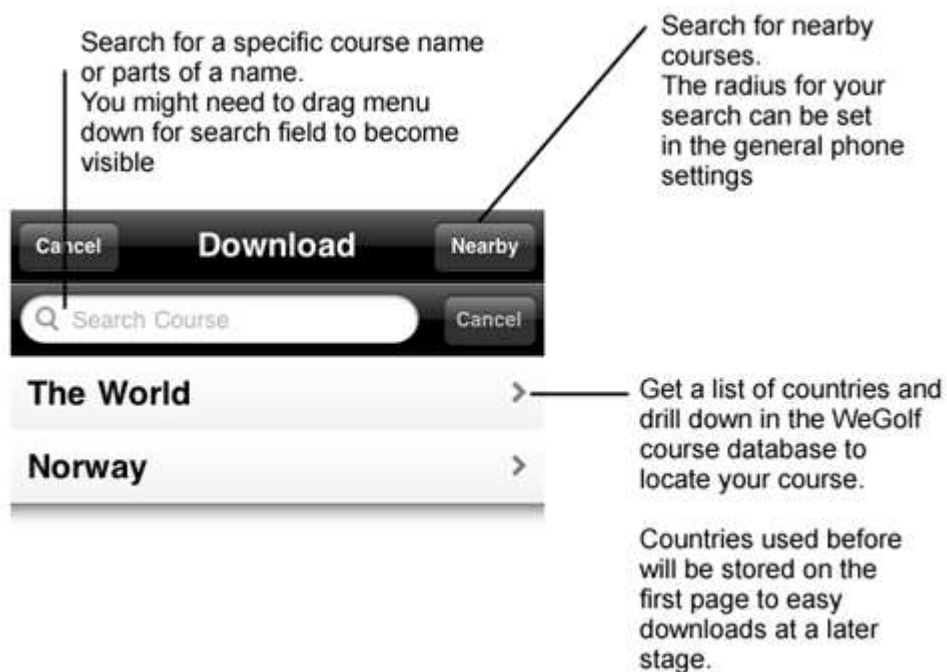 Search for a specific course name
or parts of a name.
You might need to drag menu
down for search field to become
visible
Search for nearby
courses.
The radius for your
search can be set
in the general phone
settings
Cancel
Download
Nearby
Search Course
Cancel
The World
Norway
Get a list of countries and
drill down in the WeGolf
course database to
locate your course.
Countries used before
will be stored on the
first page to easy
downloads at a later
stage.